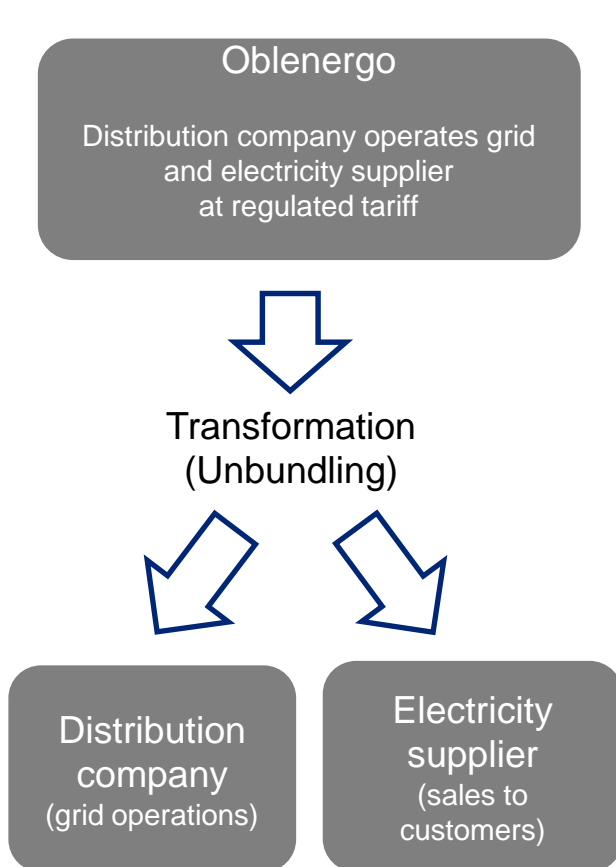 Oblenergo
Distribution company operates grid
and electricity supplier
at regulated tariff
Transformation
(Unbundling)
Distribution
company
(grid operations)
Electricity
supplier
(sales to
customers)